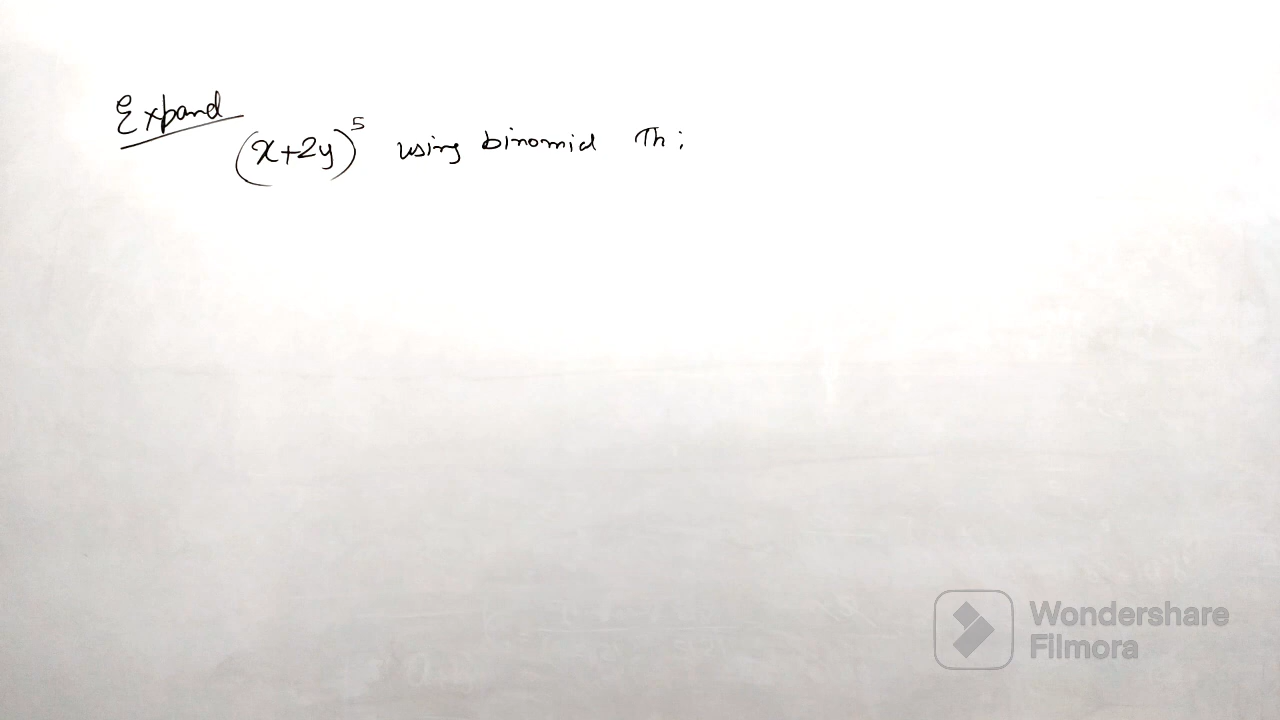 Expand
(x+2y)^5 using binomial Th:
Wondershare
Filmora